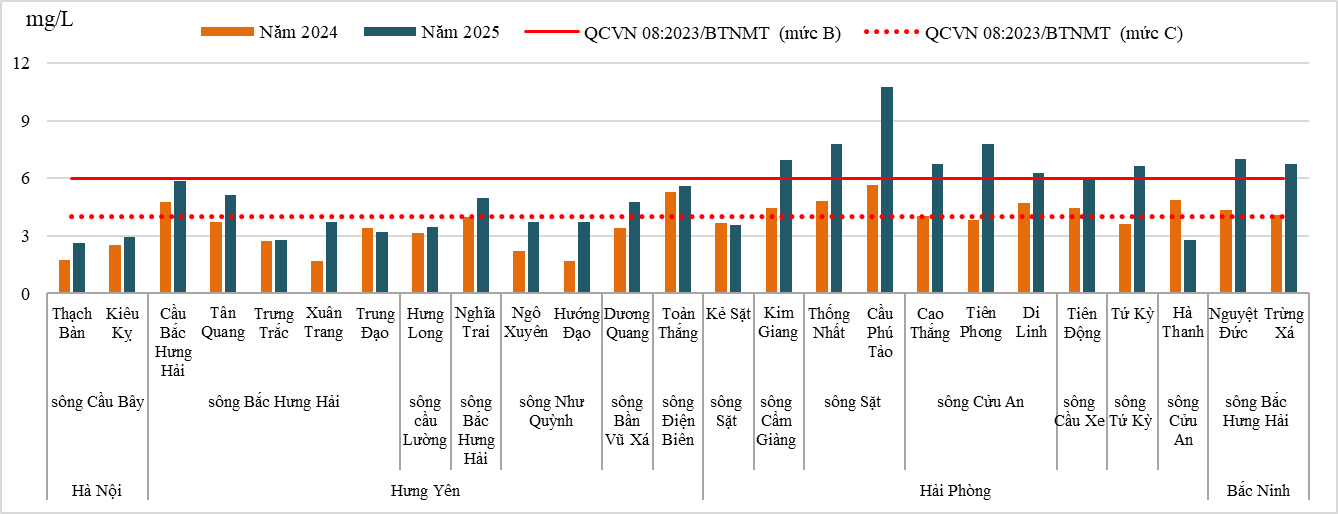 mg/L
Năm 2024
Năm 2025
QCVN 08:2023/BTNMT (mức B)
QCVN 08:2023/BTNMT (mức C)
12
9
6
3
0
Thạch
Bàn
Kiêu
Kỵ
Cầu
Bắc
Hưng
Hải
Tân
Quang
Trưng
Trắc
Xuân
Trang
Trung
Đạo
Hưng
Long
Nghĩa
Trai
Ngô
Xuyên
Hướng
Đạo
Dương
Quang
Toàn
Thắng
Kẻ Sặt
Kim
Giang
Thống
Nhất
Cầu
Phú
Tảo
Cao
Thắng
Tiên
Phong
Di
Linh
Tiên
Động
Tứ Kỳ
Hà
Thanh
Nguyệt
Đức
Trừng
Xá
sông Cầu Bây
sông Bắc Hưng Hải
sông
cầu
Lường
sông
Bắc
Hưng
Hải
sông Như
Quỳnh
sông
Bần
Vũ Xá
sông
Điện
Biên
sông
Sặt
sông
Cẩm
Giàng
sông Sặt
sông Cửu An
sông
Cầu Xe
sông
Tứ Kỳ
sông
Cửu
An
sông Bắc
Hưng Hải
Hà Nội
Hưng Yên
Hải Phòng
Bắc Ninh